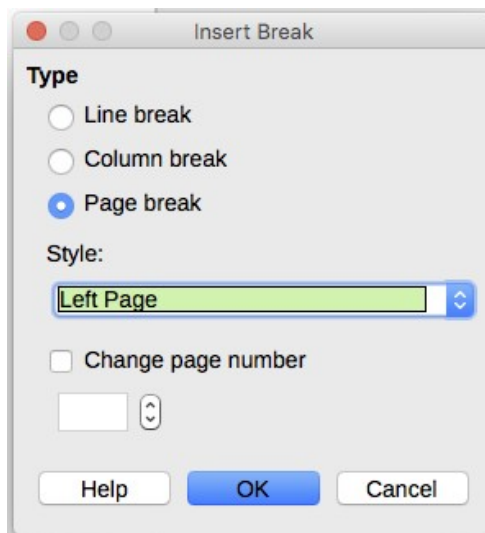 Insert Break
Type
Line break
Column break
Page break
Style:
Left Page
Change page number
Help OK Cancel